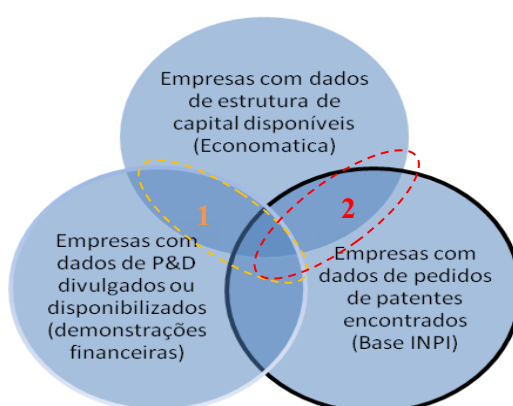 Empresas com dados
de estrutura de
capital disponíveis
(Economatica)
1
2
Empresas com
dados de P&D
divulgados ou
disponibilizados
(demonstrações
financeiras)
Empresas com
dados de pedidos
de patentes
encontrados
(Base INPI)